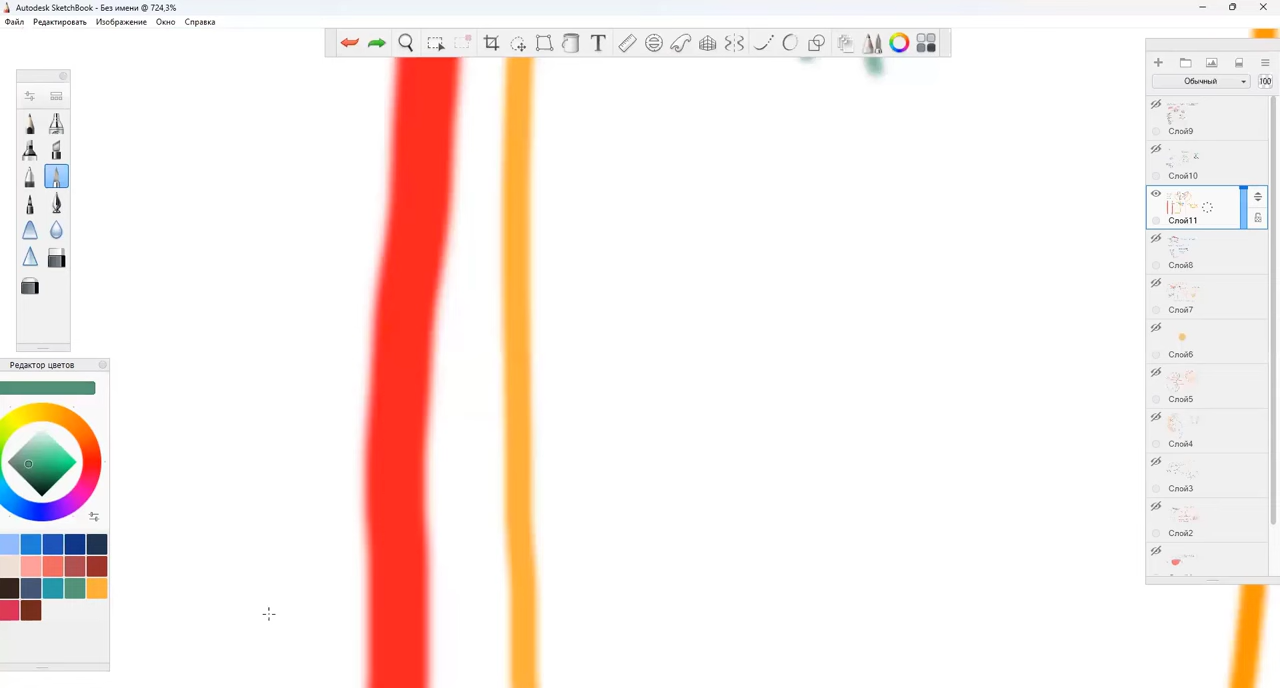 Autodesk SketchBook - Без имени @ 724,3%
Файл Редактировать Изображение Окно Справка
Обычный 100
Слой9
Слой10
Слой11
Слой8
Слой7
Слой6
Слой5
Слой4
Слой3
Слой2
Редактор цветов